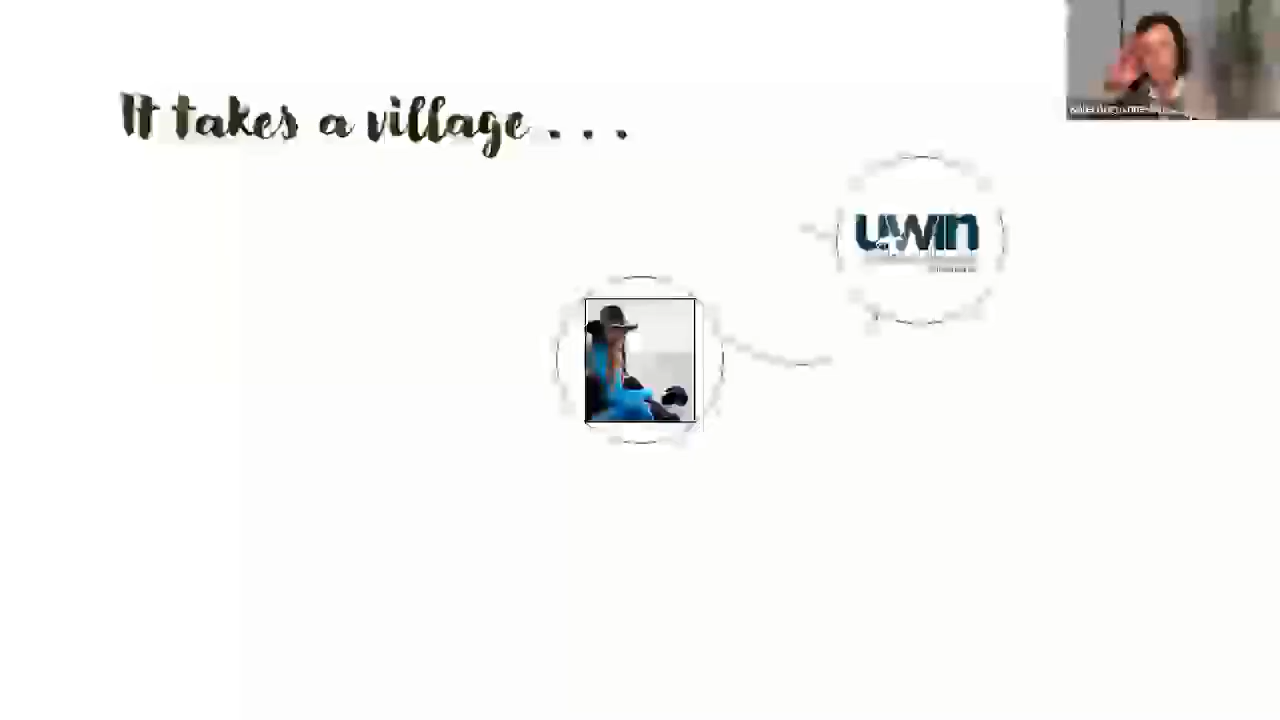 It takes a village . . .
uwin